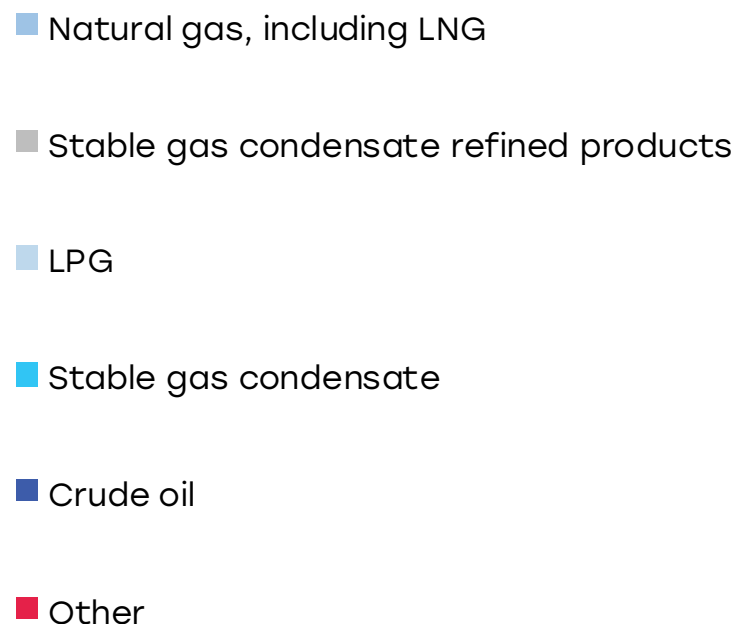 Natural gas, including LNG
Stable gas condensate refined products
LPG
Stable gas condensate
Crude oil
Other